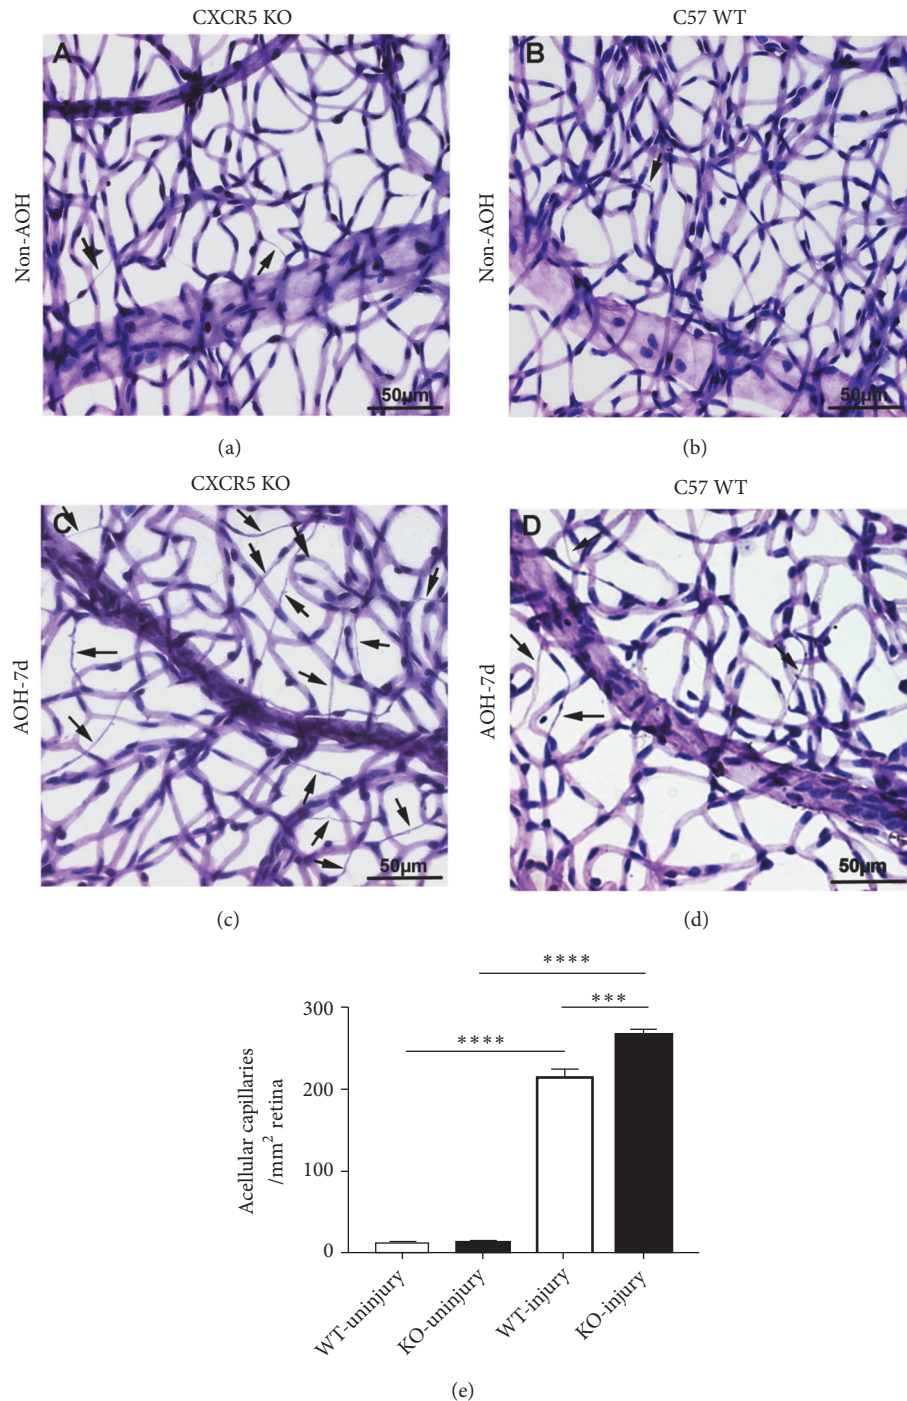 CXCR5 KO
C57 WT
Non-AOH
A
50µm
Non-AOH
B
50µm
(a)
(b)
CXCR5 KO
C57 WT
AOH-7d
C
50µm
AOH-7d
D
50µm
(c)
(d)
Acellular capillaries
/mm² retina
300
200
100
0
****
****
***
WT-uninjury
KO-uninjury
WT-injury
KO-injury
(e)